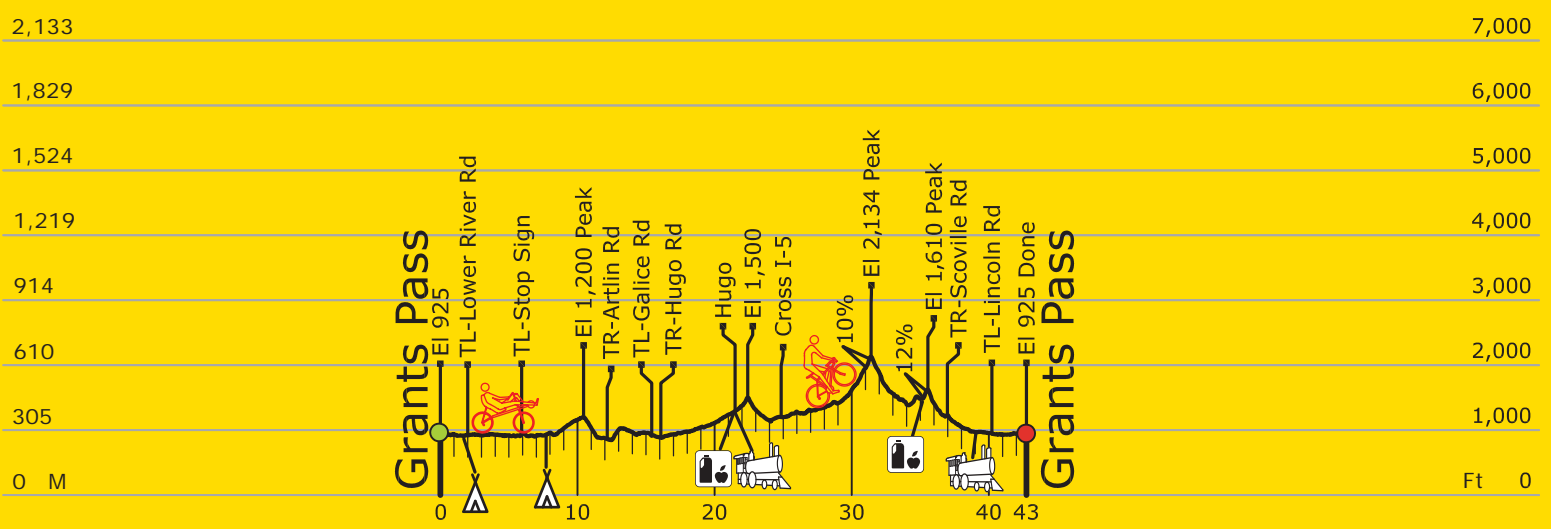 2,133
7,000
1,829
6,000
1,524
5,000
1,219
4,000
914
3,000
610
2,000
305
1,000
0 M
Ft 0
Grants Pass
El 925
TL-Lower River Rd
TL-Stop Sign
El 1,200 Peak
TR-Artlin Rd
TL-Galice Rd
TR-Hugo Rd
Hugo
El 1,500
Cross I-5
10%
El 2,134 Peak
12%
El 1,610 Peak
TR-Scoville Rd
TL-Lincoln Rd
El 925 Done
Grants Pass
0
10
20
30
40
43